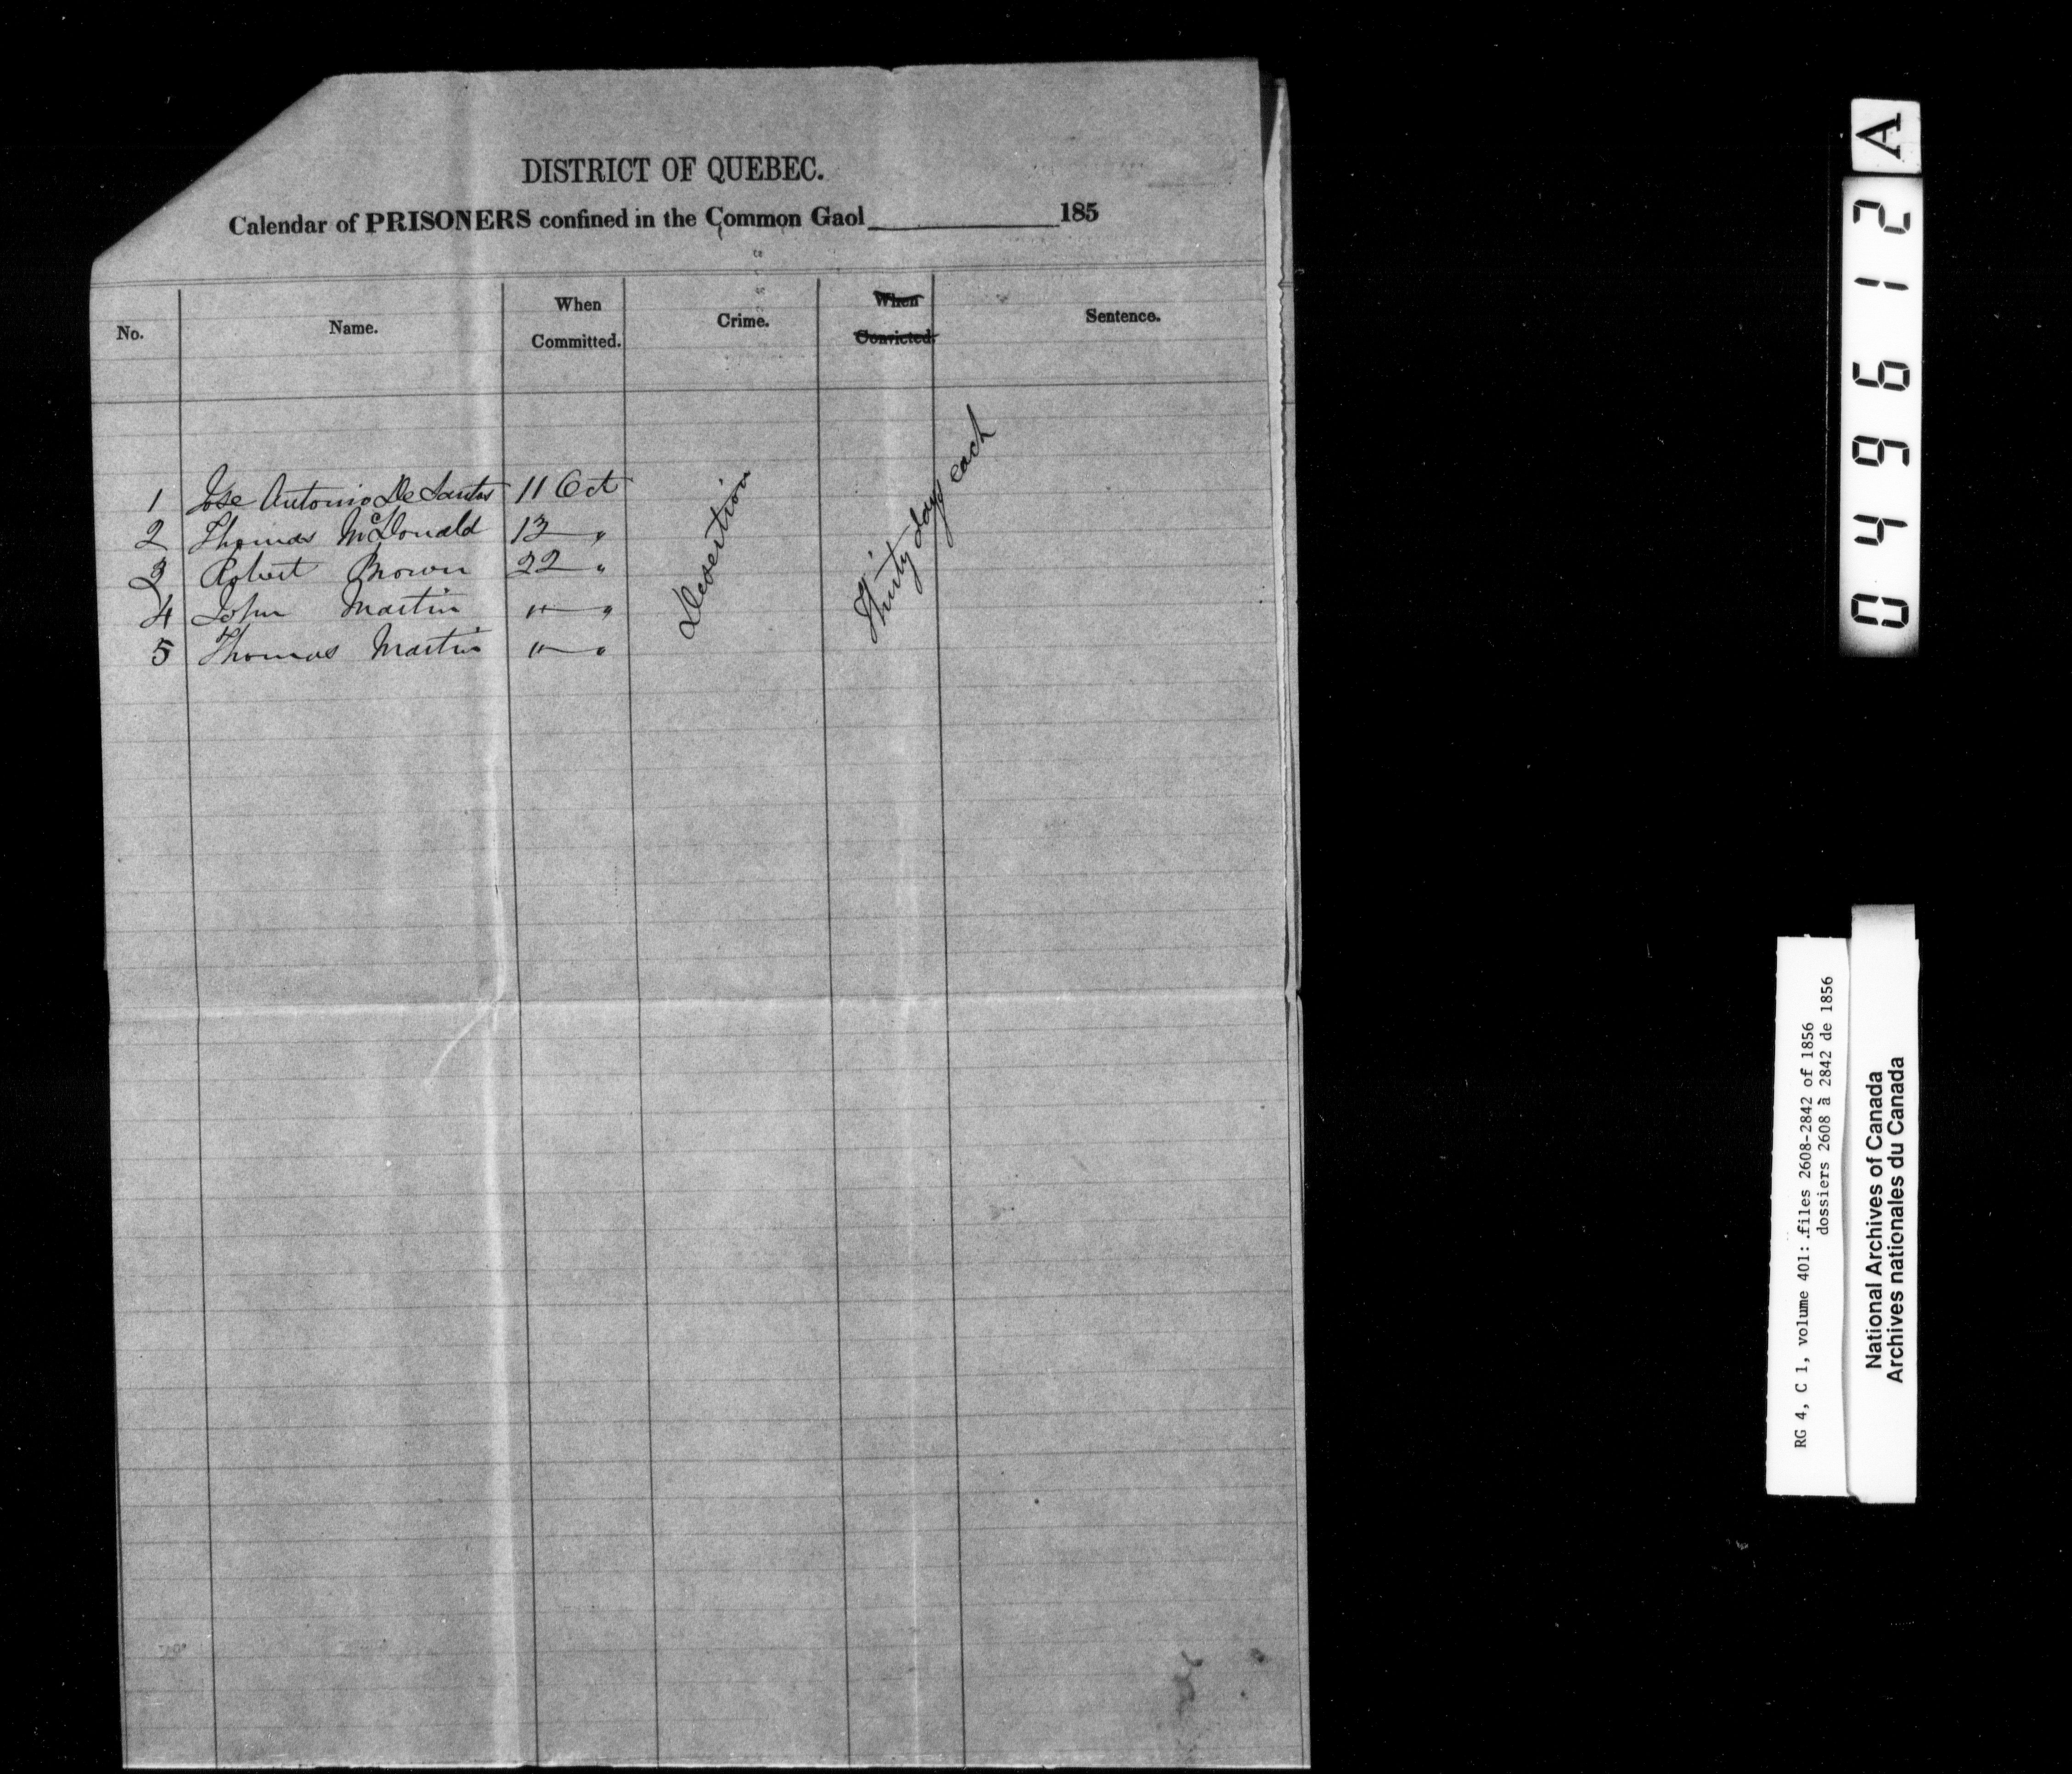 DISTRICT OF QUEBEC.
Calendar of PRISONERS confined in the Common Gaol ____________ 185
No. Name. When Committed. Crime. When Convicted. Sentence.
1 Jose Antonio De Santos 11 Oct
2 Thomas McDonald 13 "
3 Robert Brown 22 "
4 John Martin " "
5 Thomas Martin " "
Desertion
Thirty days each
A
049612
RG 4, C 1, volume 401: files 2608-2842 of 1856
dossiers 2608 à 2842 de 1856
National Archives of Canada
Archives nationales du Canada